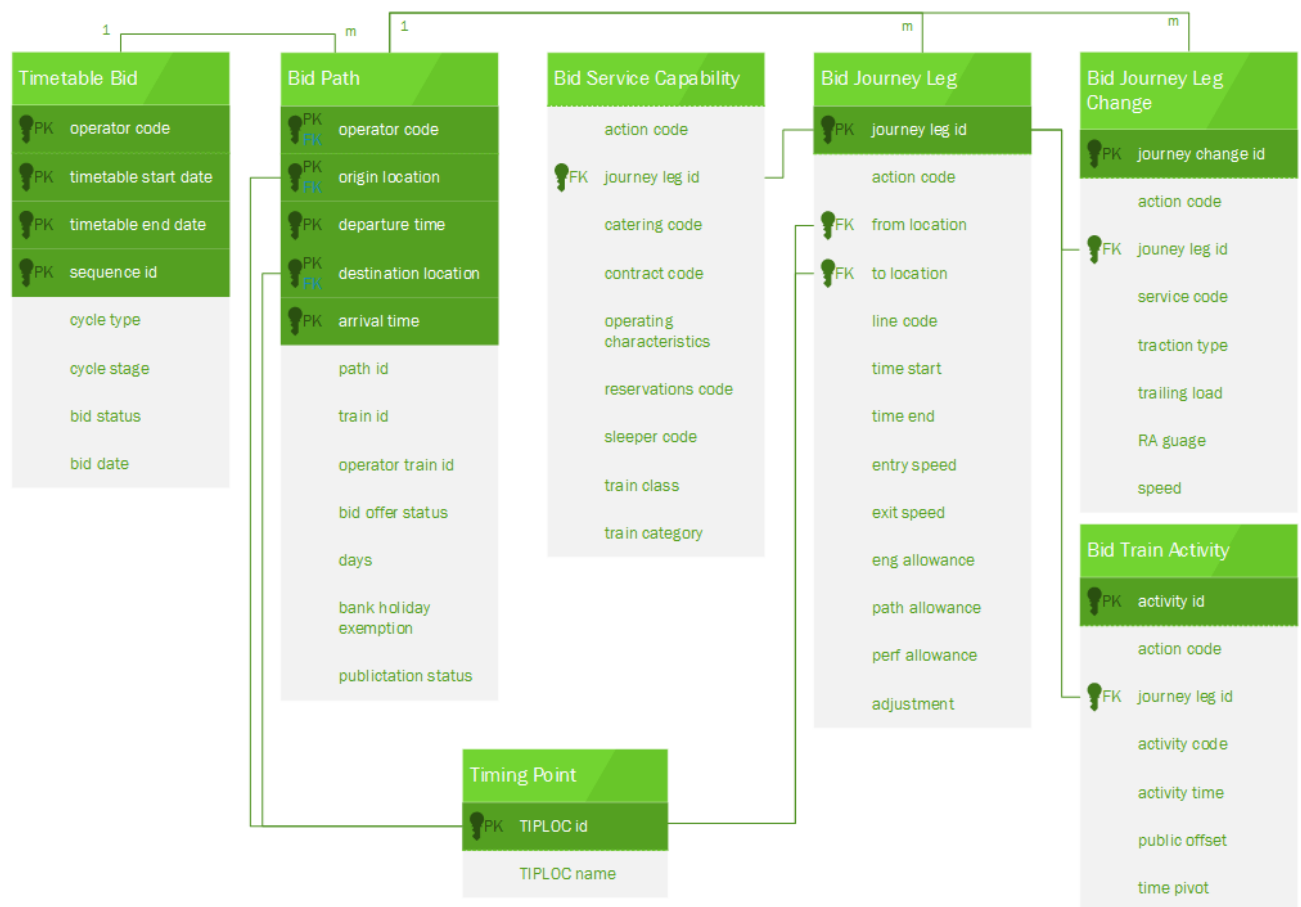 1
m
1
m
m
Timetable Bid
PK operator code
PK timetable start date
PK timetable end date
PK sequence id
cycle type
cycle stage
bid status
bid date
Bid Path
PK
FK
operator code
PK
FK
origin location
PK departure time
PK
FK
destination location
PK arrival time
path id
train id
operator train id
bid offer status
days
bank holiday
exemption
publictation status
Bid Service Capability
action code
FK journey leg id
catering code
contract code
operating
characteristics
reservations code
sleeper code
train class
train category
Bid Journey Leg
PK journey leg id
action code
FK from location
FK to location
line code
time start
time end
entry speed
exit speed
eng allowance
path allowance
perf allowance
adjustment
Bid Journey Leg
Change
PK journey change id
action code
FK jouney leg id
service code
traction type
trailing load
RA guage
speed
Bid Train Activity
PK activity id
action code
FK journey leg id
activity code
activity time
public offset
time pivot
Timing Point
PK TIPLOC id
TIPLOC name